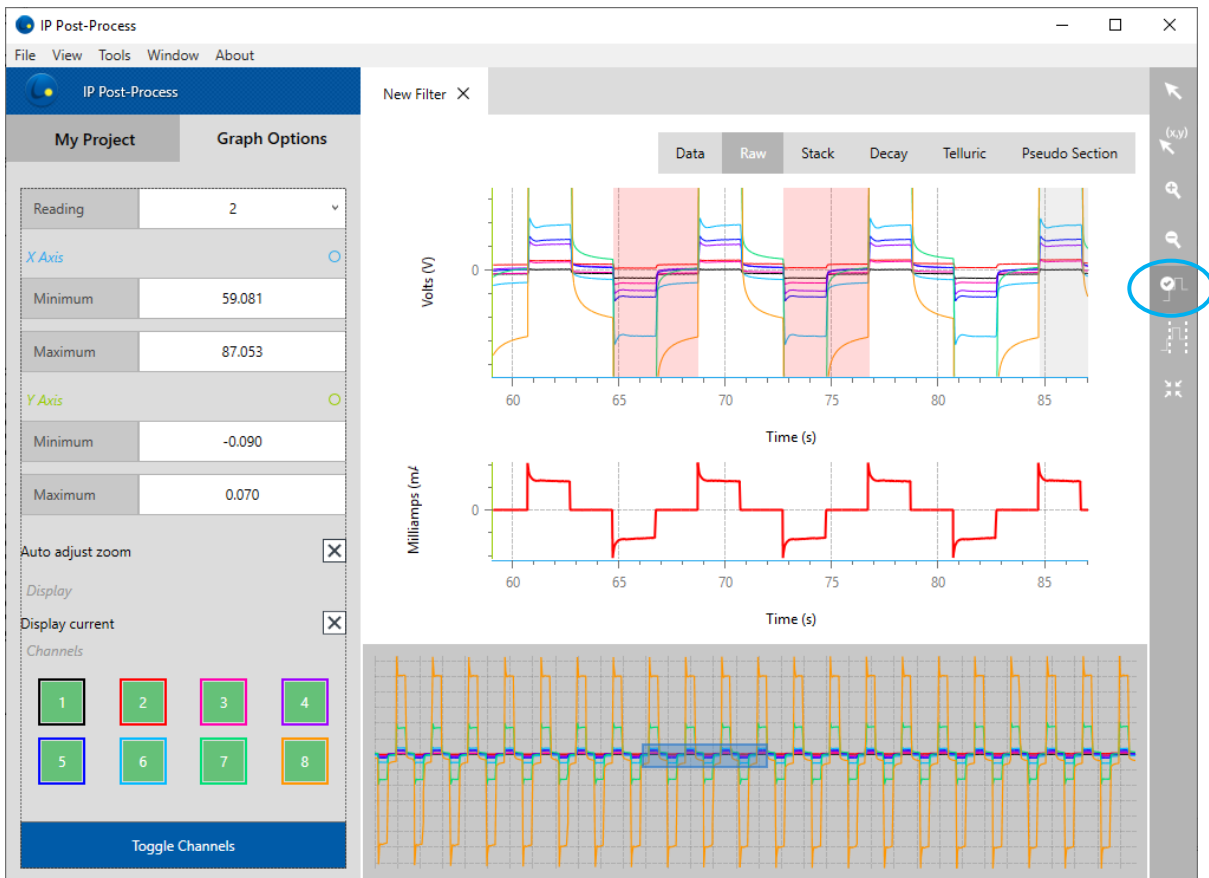 IP Post-Process
File View Tools Window About
IP Post-Process
New Filter
My Project Graph Options
(x,y)
Data Raw Stack Decay Telluric Pseudo Section
Reading 2
X Axis
Minimum 59.081
Maximum 87.053
Y Axis
Minimum -0.090
Maximum 0.070
Auto adjust zoom
Display
Display current
Channels
1 2 3 4
5 6 7 8
Toggle Channels
Volts (V)
0
60 65 70 75 80 85
Time (s)
Milliamps (mA
0
60 65 70 75 80 85
Time (s)